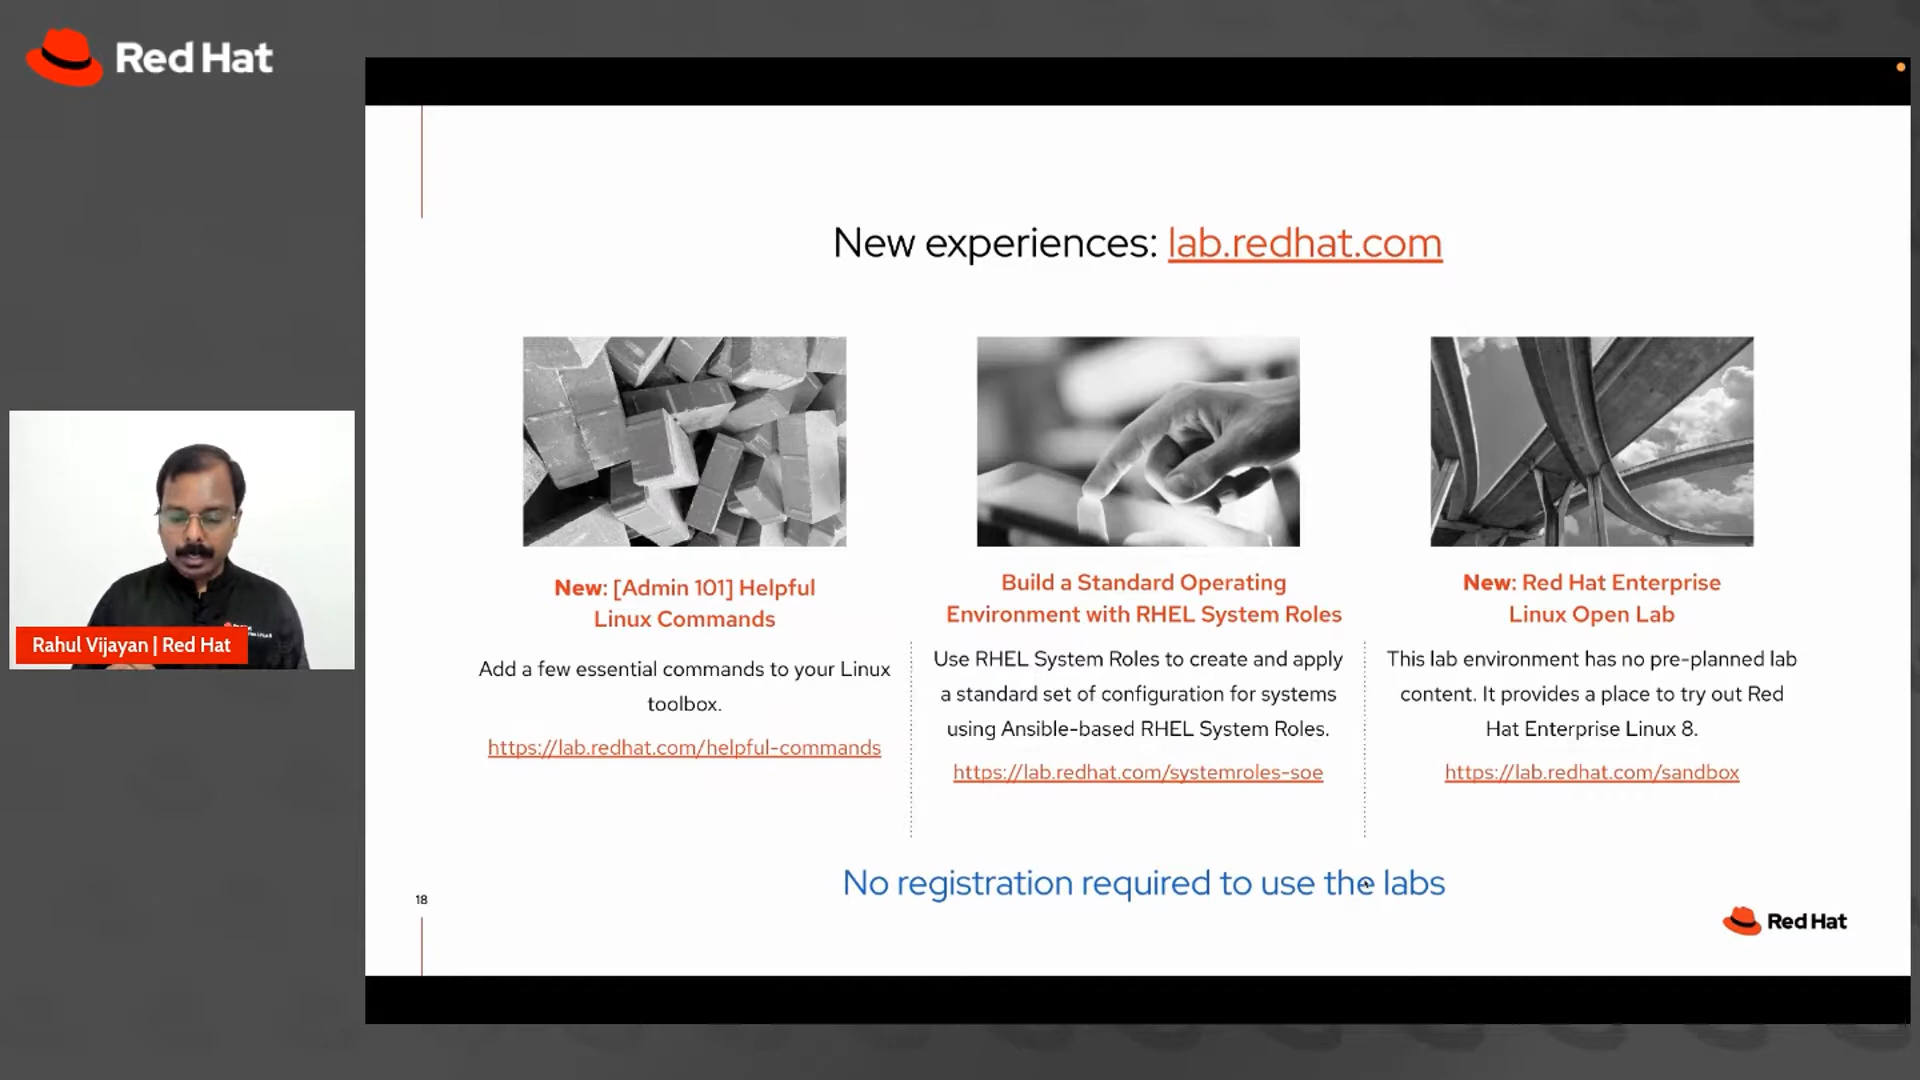 Red Hat
New experiences: lab.redhat.com
New: [Admin 101] Helpful
Linux Commands
Add a few essential commands to your Linux
toolbox.
https://lab.redhat.com/helpful-commands
Build a Standard Operating
Environment with RHEL System Roles
Use RHEL System Roles to create and apply
a standard set of configuration for systems
using Ansible-based RHEL System Roles.
https://lab.redhat.com/systemroles-soe
New: Red Hat Enterprise
Linux Open Lab
This lab environment has no pre-planned lab
content. It provides a place to try out Red
Hat Enterprise Linux 8.
https://lab.redhat.com/sandbox
No registration required to use the labs
18
Red Hat
Rahul Vijayan | Red Hat